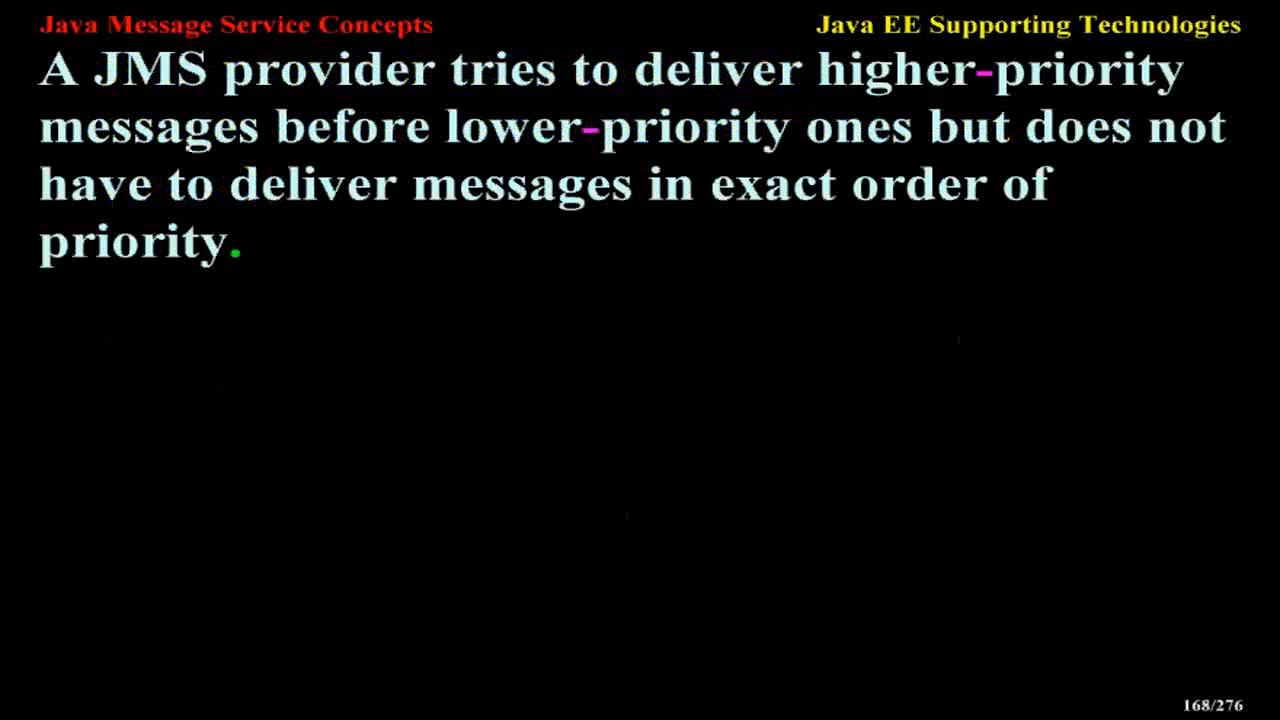 Java Message Service Concepts
Java EE Supporting Technologies
A JMS provider tries to deliver higher-priority
messages before lower-priority ones but does not
have to deliver messages in exact order of
priority.
168/276